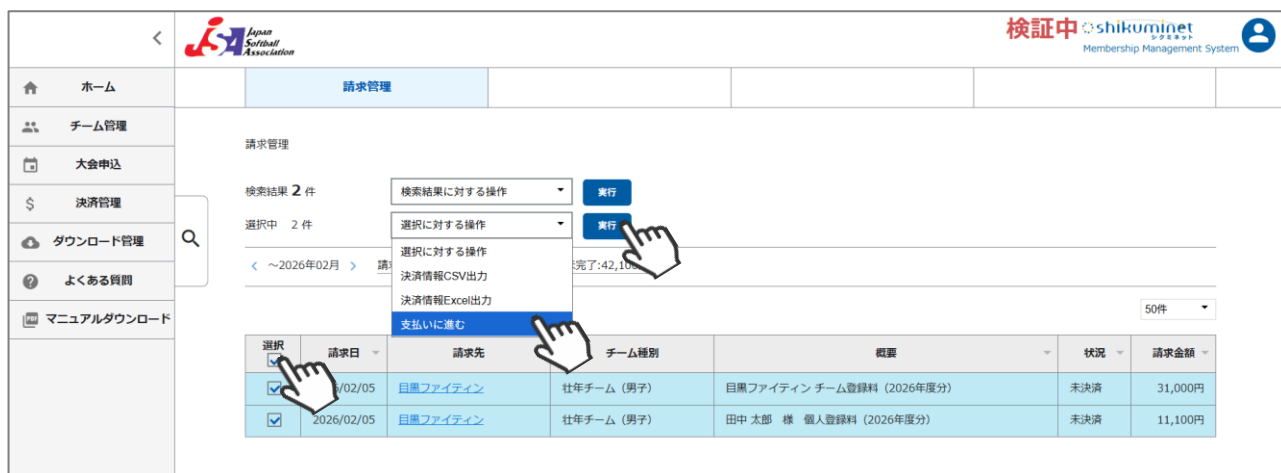 <
JSA Japan
Softball
Association
検証中 shikuminet
シクミネット
Membership Management System
ホーム
チーム管理
大会申込
決済管理
ダウンロード管理
よくある質問
PDF マニュアルダウンロード
請求管理
請求管理
検索結果 2 件 検索結果に対する操作 実行
選択中 2 件 選択に対する操作 実行
選択に対する操作
決済情報CSV出力
決済情報Excel出力
支払いに進む
< ~2026年02月 > 完了:42,10
50件
選択 請求日 請求先 チーム種別 概要 状況 請求金額
/02/05 目黒ファイティン 壮年チーム（男子） 目黒ファイティン チーム登録料（2026年度分） 未決済 31,000円
2026/02/05 目黒ファイティン 壮年チーム（男子） 田中 太郎 様 個人登録料（2026年度分） 未決済 11,100円